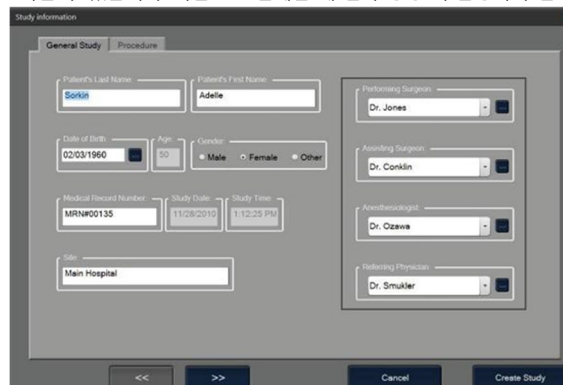 Study Information
General Study
Procedure
Patient's Last Name:
Sorkin
Patient's First Name:
Adelle
Date of Birth:
02/03/1960
...
Age:
50
Gender:
Male
Female
Other
Medical Record Number:
MRN#00135
Study Date:
11/28/2010
Study Time:
1:12:25 PM
Site:
Main Hospital
Performing Surgeon:
Dr. Jones
...
Assisting Surgeon:
Dr. Conklin
...
Anesthesiologist:
Dr. Ozawa
...
Referring Physician:
Dr. Smukler
...
<<
>>
Cancel
Create Study